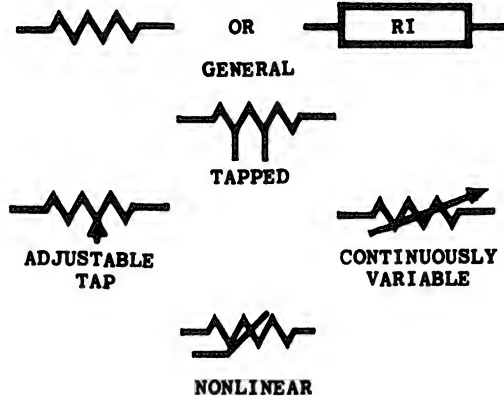 OR RI
GENERAL
TAPPED
ADJUSTABLE
TAP
CONTINUOUSLY
VARIABLE
NONLINEAR